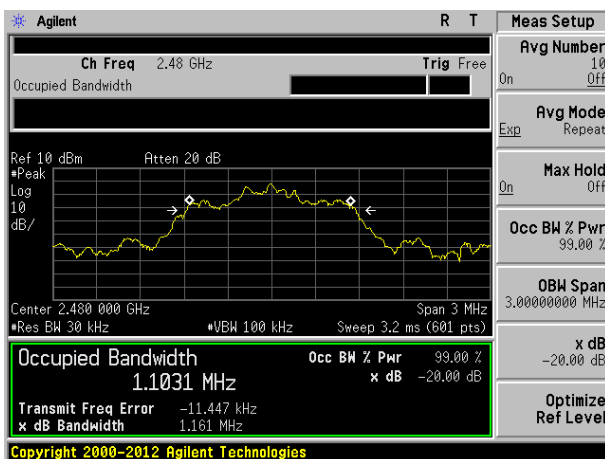 Agilent R T Meas Setup
Ch Freq 2.48 GHz Trig Free
Occupied Bandwidth
Ref 10 dBm Atten 20 dB
#Peak
Log
10
dB/
Center 2.480 000 GHz Span 3 MHz
#Res BW 30 kHz #VBW 100 kHz Sweep 3.2 ms (601 pts)
Occupied Bandwidth Occ BW % Pwr 99.00 %
1.1031 MHz x dB -20.00 dB
Transmit Freq Error -11.447 kHz
x dB Bandwidth 1.161 MHz
Copyright 2000-2012 Agilent Technologies
Avg Number
10
On Off
Avg Mode
Exp Repeat
Max Hold
On Off
Occ BW % Pwr
99.00 %
OBW Span
3.00000000 MHz
x dB
-20.00 dB
Optimize
Ref Level